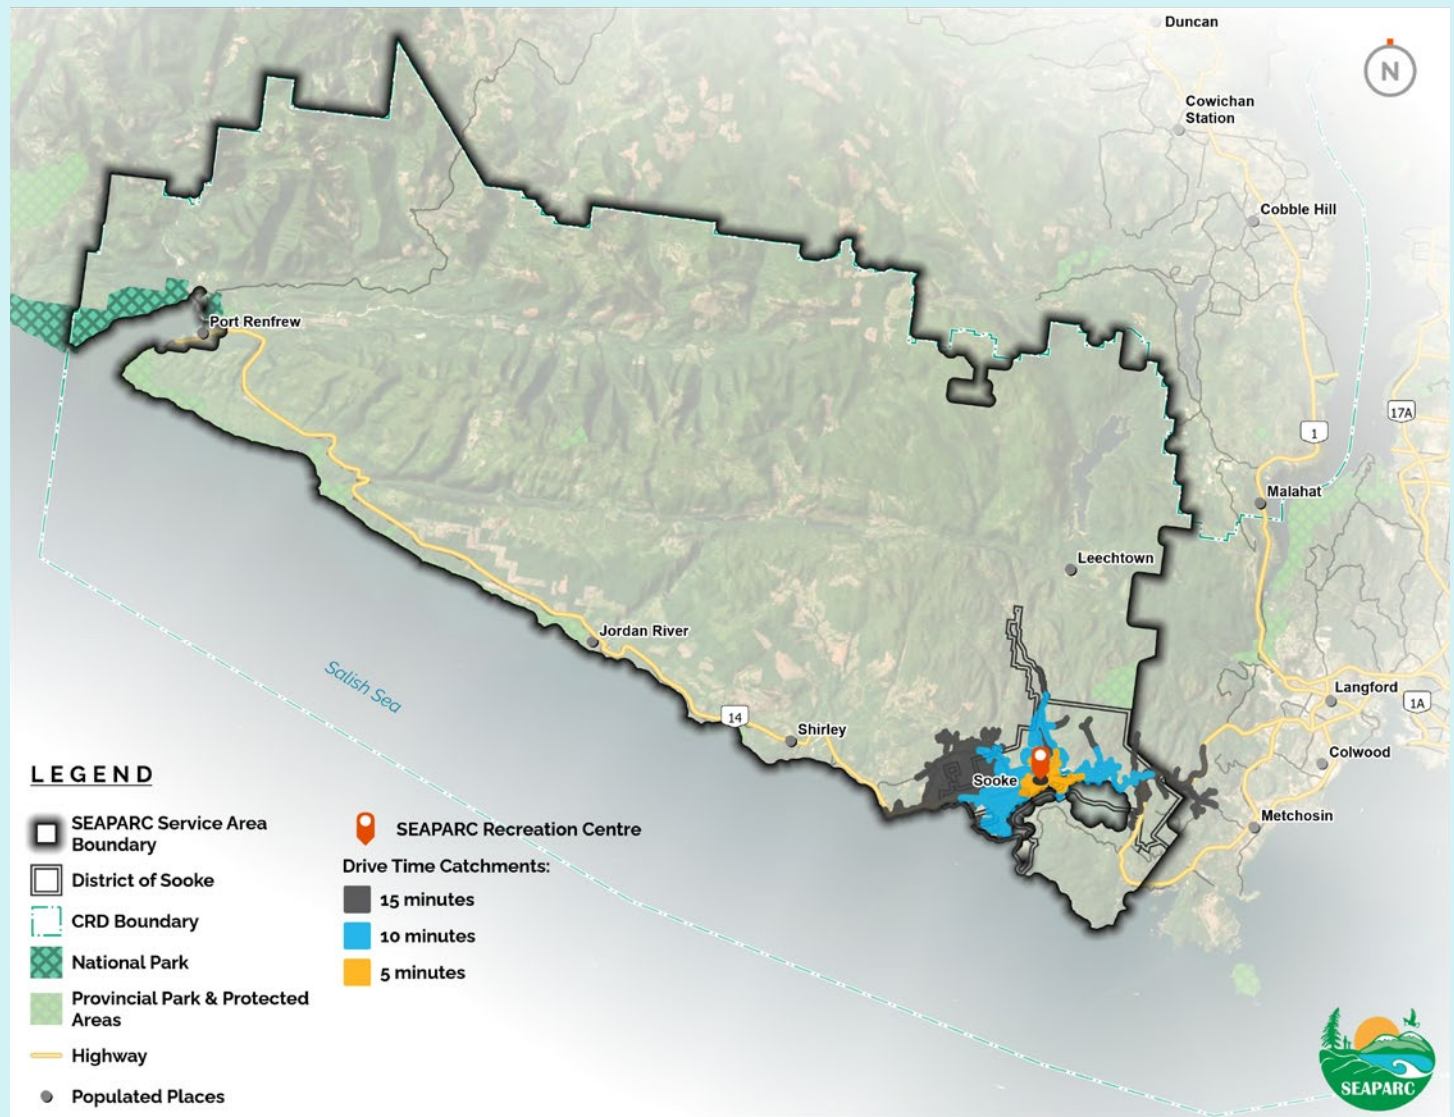 Duncan
N
Cowichan
Station
Cobble Hill
17A
1
Port Renfrew
Malahat
Leechtown
Jordan River
Salish Sea
Langford
1A
14
Shirley
Colwood
Sooke
Metchosin
LEGEND
SEAPARC Service Area
Boundary
District of Sooke
CRD Boundary
National Park
Provincial Park & Protected
Areas
Highway
Populated Places
SEAPARC Recreation Centre
Drive Time Catchments:
15 minutes
10 minutes
5 minutes
SEAPARC